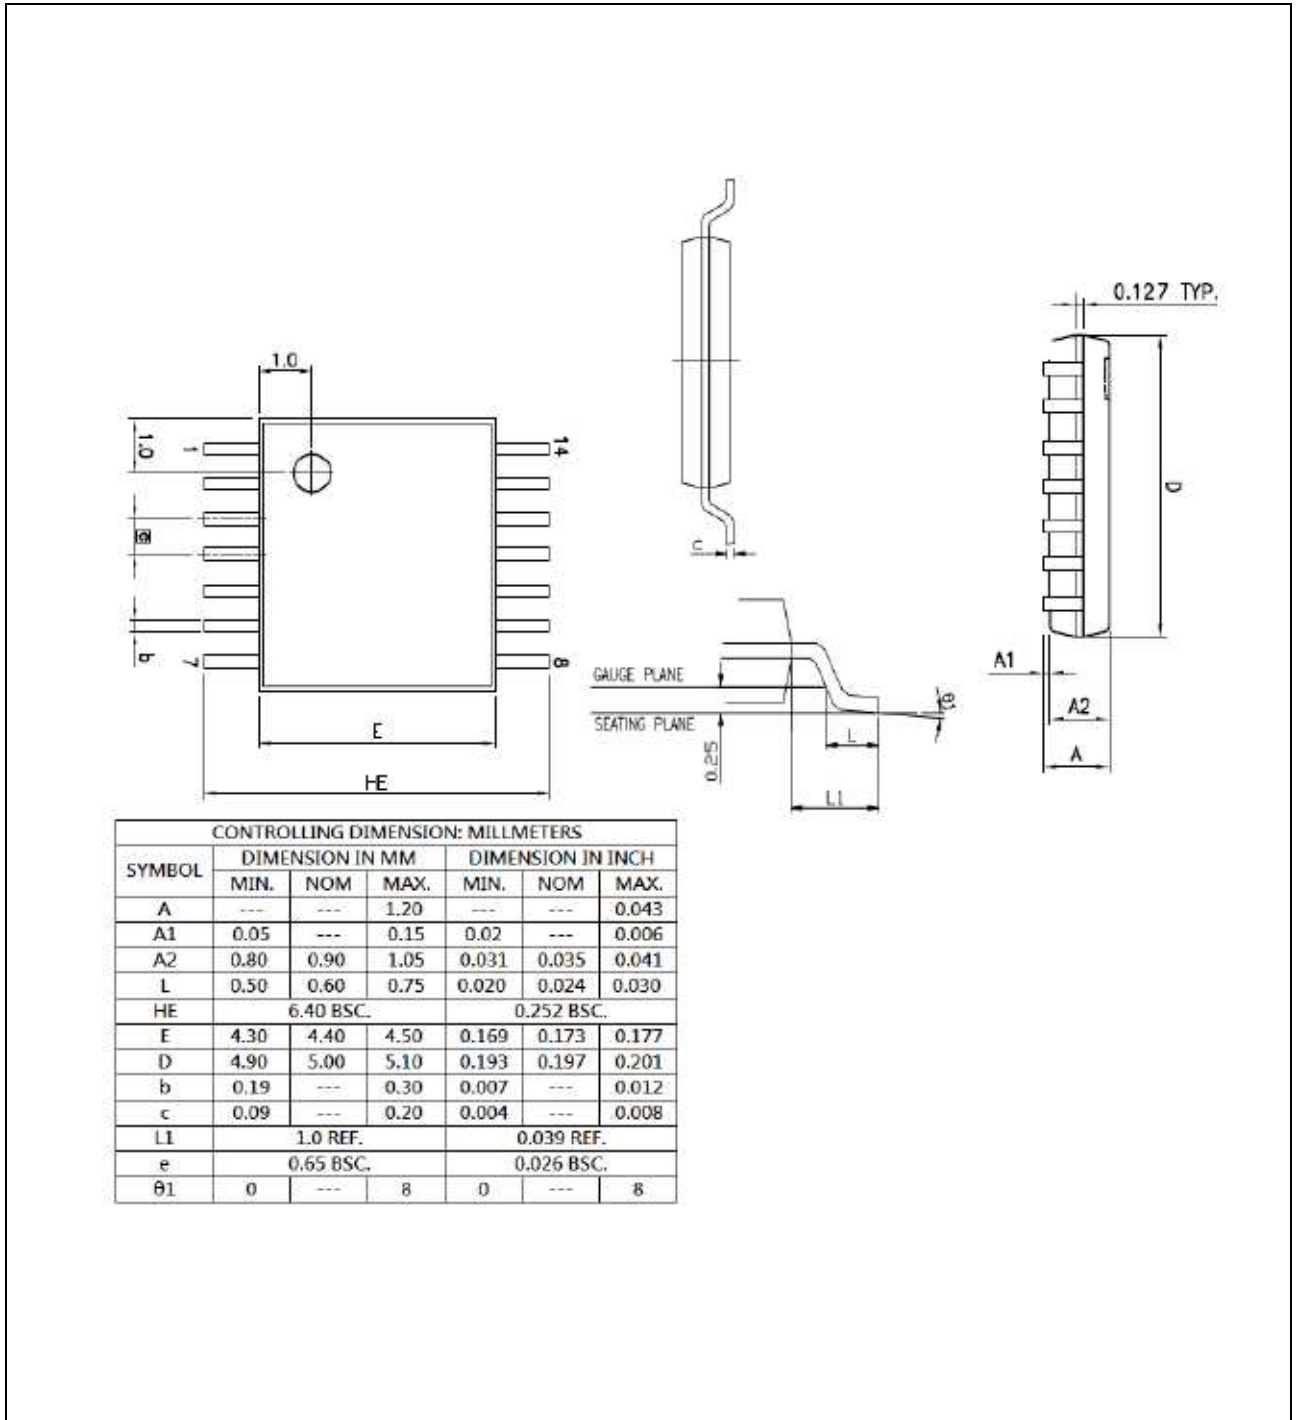 0.127 TYP.
1.0
1.0
1
14
e
D
c
b
7
8
A1
GAUGE PLANE
θ1
A2
SEATING PLANE
E
L
0.25
A
HE
L1
CONTROLLING DIMENSION: MILLMETERS
SYMBOL DIMENSION IN MM DIMENSION IN INCH
MIN. NOM MAX. MIN. NOM MAX.
A --- --- 1.20 --- --- 0.043
A1 0.05 --- 0.15 0.02 --- 0.006
A2 0.80 0.90 1.05 0.031 0.035 0.041
L 0.50 0.60 0.75 0.020 0.024 0.030
HE 6.40 BSC. 0.252 BSC.
E 4.30 4.40 4.50 0.169 0.173 0.177
D 4.90 5.00 5.10 0.193 0.197 0.201
b 0.19 --- 0.30 0.007 --- 0.012
c 0.09 --- 0.20 0.004 --- 0.008
L1 1.0 REF. 0.039 REF.
e 0.65 BSC. 0.026 BSC.
θ1 0 --- 8 0 --- 8